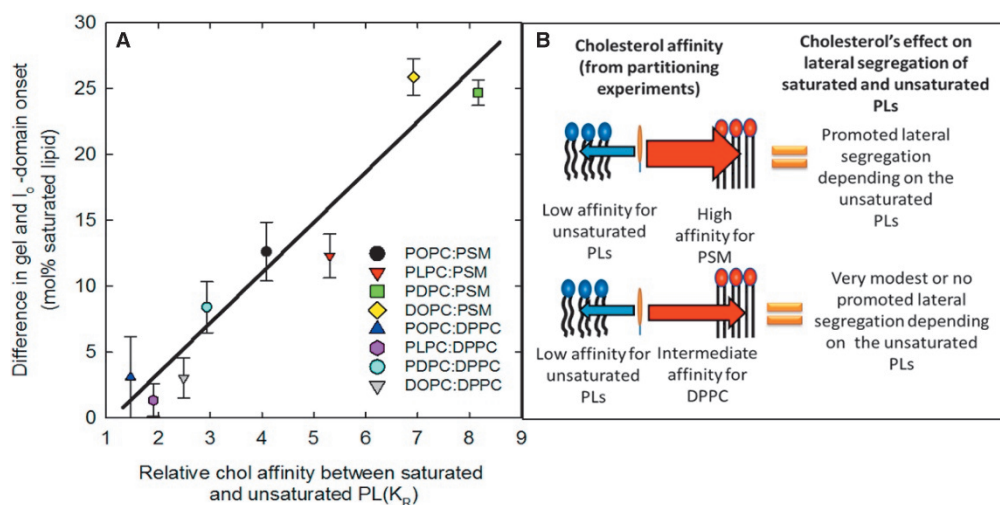 A
Difference in gel and lo-domain onset
(mol% saturated lipid)
30
25
20
15
10
5
0
1 2 3 4 5 6 7 8 9
Relative chol affinity between saturated
and unsaturated PL(KR)
POPC:PSM
PLPC:PSM
PDPC:PSM
DOPC:PSM
POPC:DPPC
PLPC:DPPC
PDPC:DPPC
DOPC:DPPC
B
Cholesterol affinity
(from partitioning
experiments)
Cholesterol's effect on
lateral segregation of
saturated and unsaturated
PLs
Low affinity for
unsaturated PLs
High
affinity for
PSM
Promoted lateral
segregation
depending on the
unsaturated
PLs
Low affinity for
unsaturated PLs
Intermediate
affinity for
DPPC
Very modest or no
promoted lateral
segregation depending
on the unsaturated
PLs